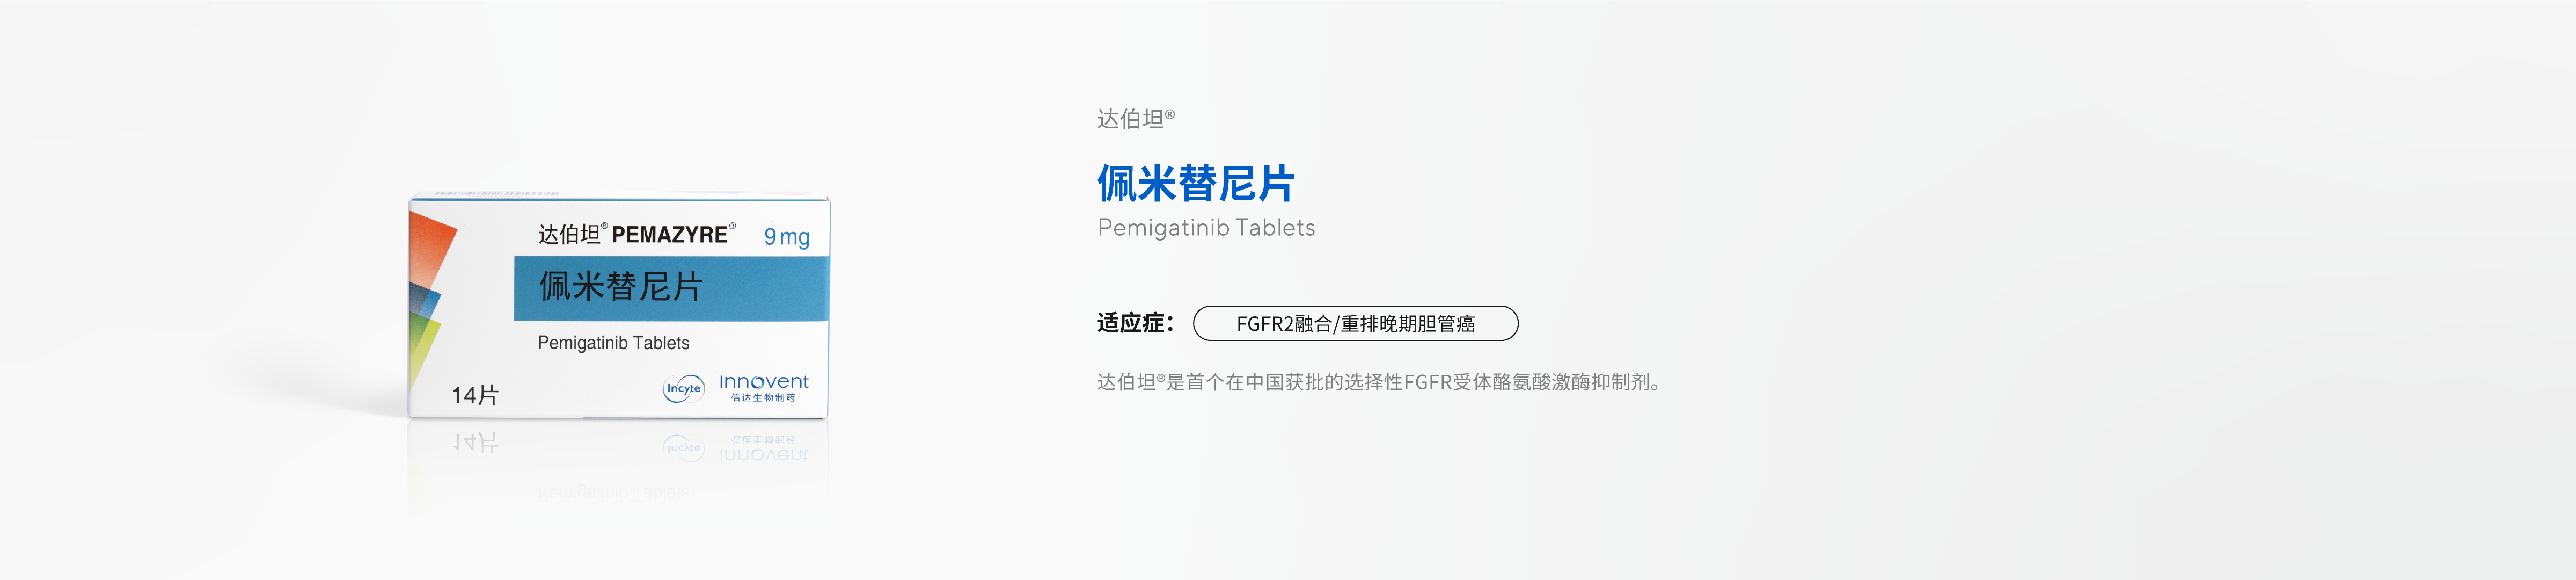 达伯坦® PEMAZYRE® 9mg
佩米替尼片
Pemigatinib Tablets
14片
Incyte
Innovent
信达生物制药
达伯坦®
佩米替尼片
Pemigatinib Tablets
适应症： FGFR2融合/重排晚期胆管癌
达伯坦®是首个在中国获批的选择性FGFR受体酪氨酸激酶抑制剂。